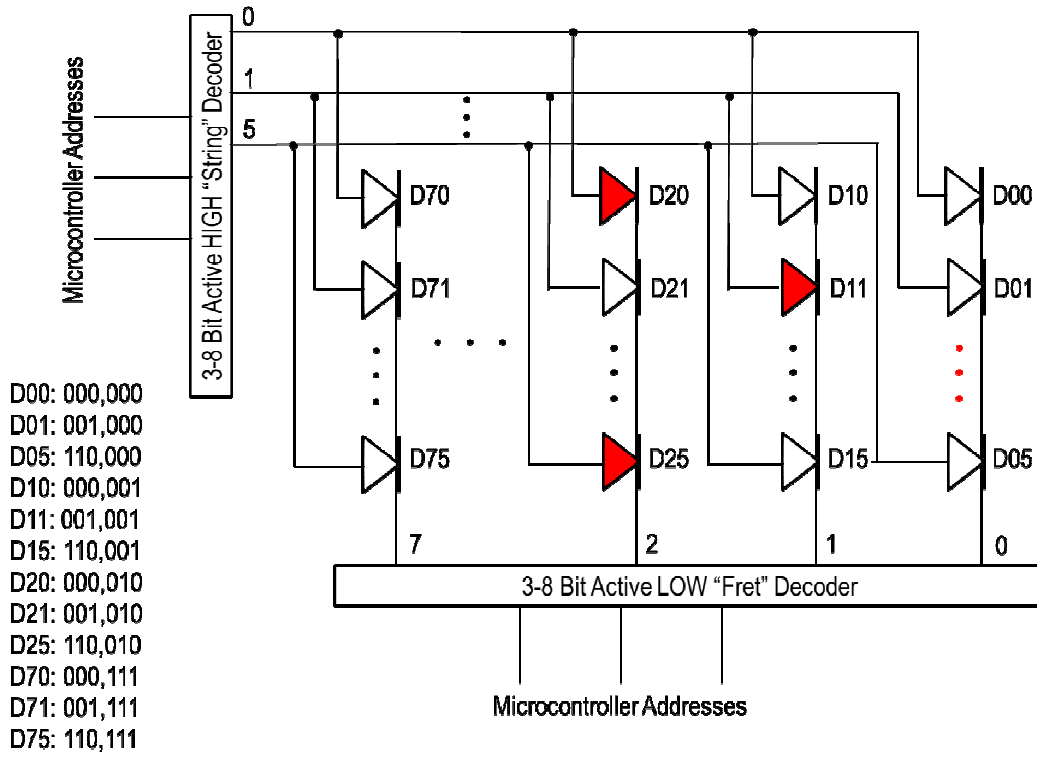 0
1
5
Microcontroller Addresses
3-8 Bit Active HIGH “String” Decoder
D70
D20
D10
D00
D71
D21
D11
D01
D75
D25
D15
D05
7
2
1
0
3-8 Bit Active LOW “Fret” Decoder
Microcontroller Addresses
D00: 000,000
D01: 001,000
D05: 110,000
D10: 000,001
D11: 001,001
D15: 110,001
D20: 000,010
D21: 001,010
D25: 110,010
D70: 000,111
D71: 001,111
D75: 110,111